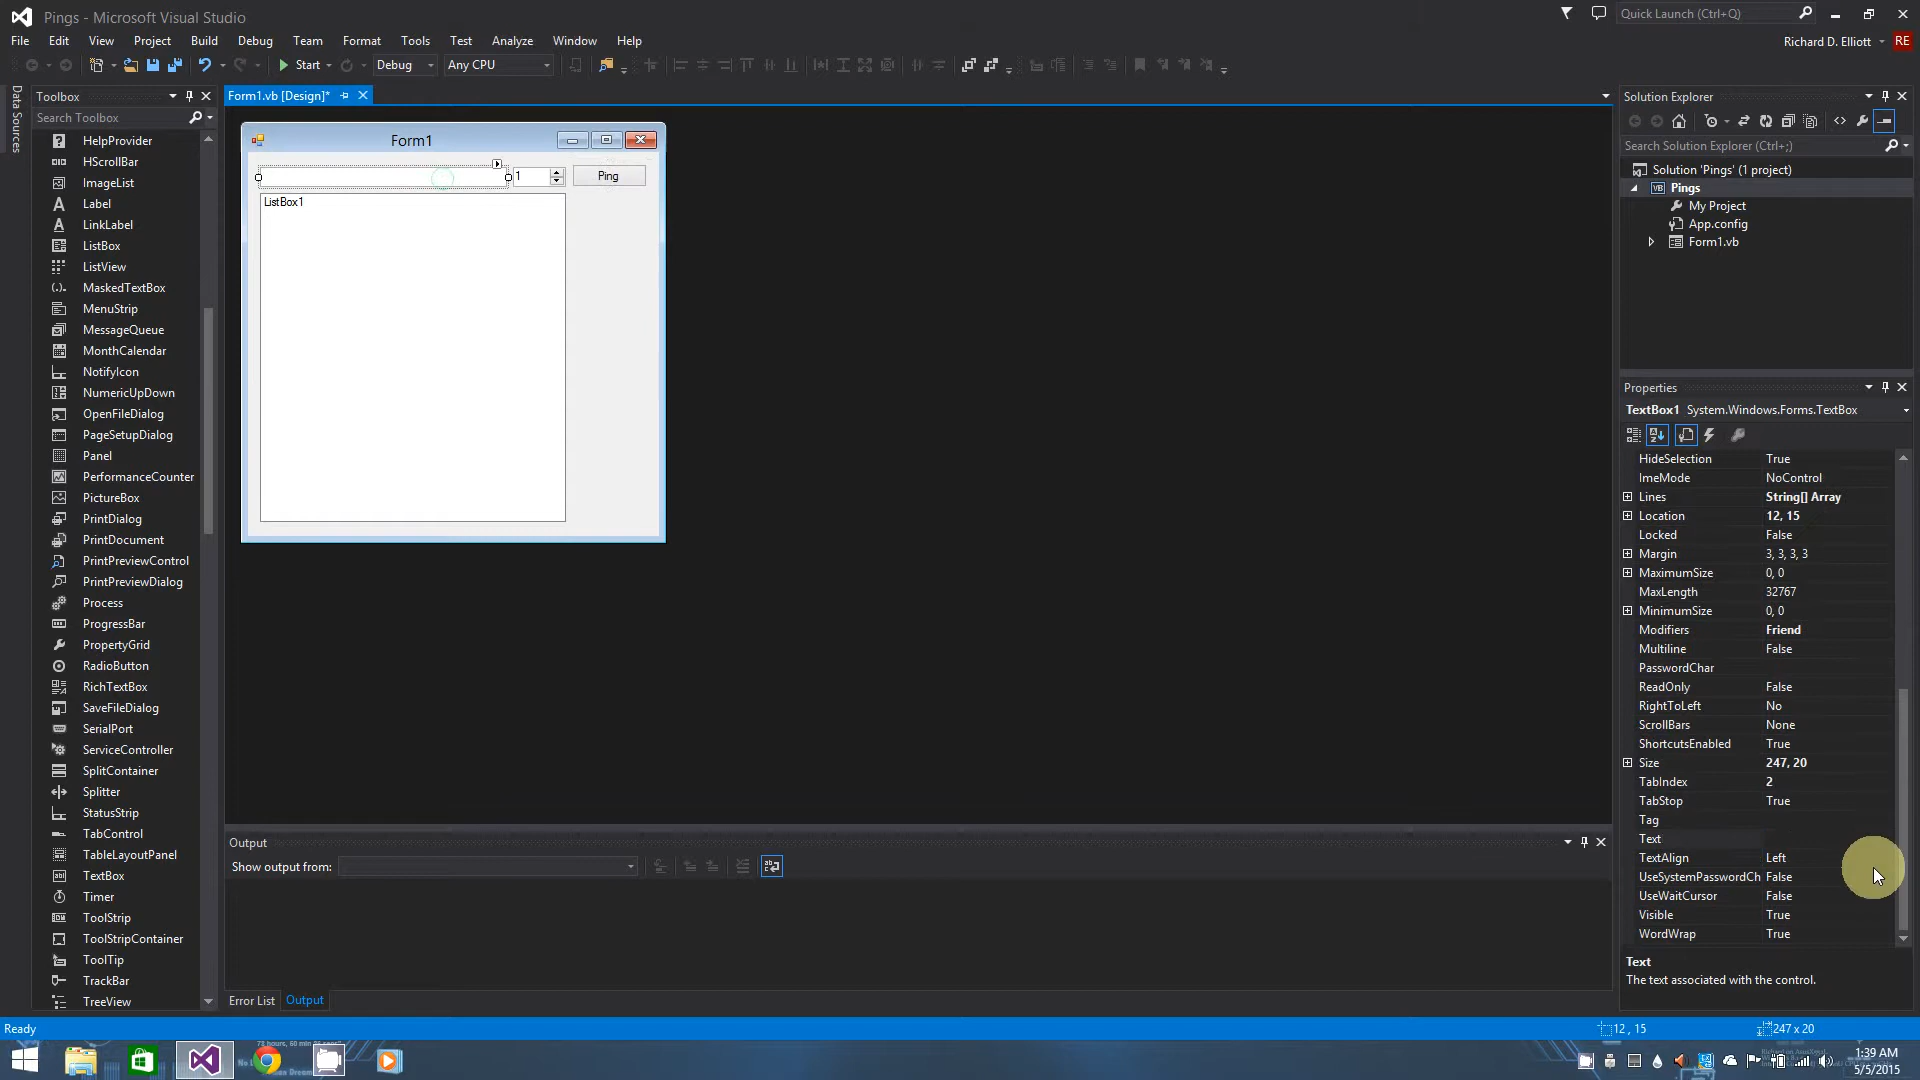 Pings - Microsoft Visual Studio
Quick Launch (Ctrl+Q)
File Edit View Project Build Debug Team Format Tools Test Analyze Window Help
Richard D. Elliott RE
Start Debug Any CPU
Data Sources
Toolbox
Search Toolbox
HelpProvider
HScrollBar
ImageList
Label
LinkLabel
ListBox
ListView
MaskedTextBox
MenuStrip
MessageQueue
MonthCalendar
NotifyIcon
NumericUpDown
OpenFileDialog
PageSetupDialog
Panel
PerformanceCounter
PictureBox
PrintDialog
PrintDocument
PrintPreviewControl
PrintPreviewDialog
Process
ProgressBar
PropertyGrid
RadioButton
RichTextBox
SaveFileDialog
SerialPort
ServiceController
SplitContainer
Splitter
StatusStrip
TabControl
TableLayoutPanel
TextBox
Timer
ToolStrip
ToolStripContainer
ToolTip
TrackBar
TreeView
Form1.vb [Design]*
Form1
1 Ping
ListBox1
Output
Show output from:
Error List Output
Solution Explorer
Search Solution Explorer (Ctrl+;)
Solution 'Pings' (1 project)
VB Pings
My Project
App.config
Form1.vb
Properties
TextBox1 System.Windows.Forms.TextBox
HideSelection True
ImeMode NoControl
Lines String[] Array
Location 12, 15
Locked False
Margin 3, 3, 3, 3
MaximumSize 0, 0
MaxLength 32767
MinimumSize 0, 0
Modifiers Friend
Multiline False
PasswordChar
ReadOnly False
RightToLeft No
ScrollBars None
ShortcutsEnabled True
Size 247, 20
TabIndex 2
TabStop True
Tag
Text
TextAlign Left
UseSystemPasswordCh False
UseWaitCursor False
Visible True
WordWrap True
Text
The text associated with the control.
Ready
12 , 15
247 x 20
1:39 AM
5/5/2015